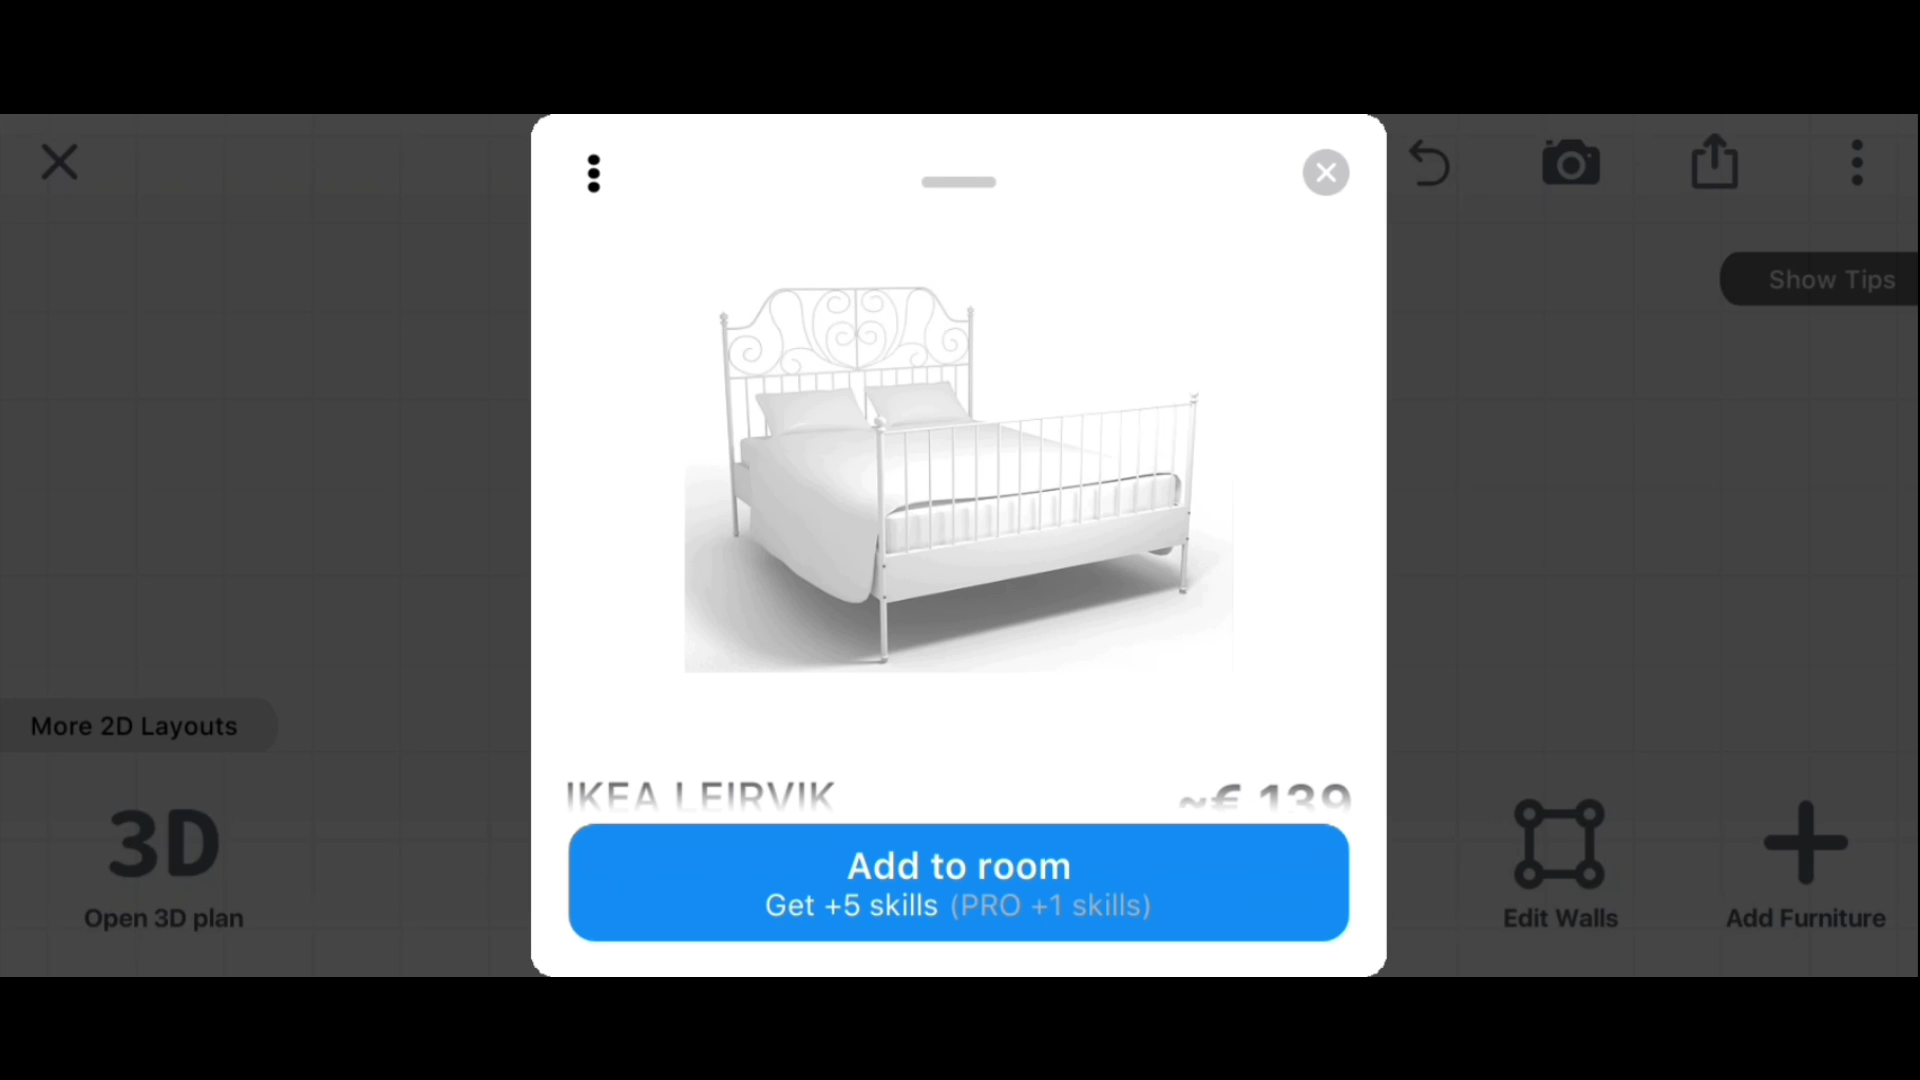 Show Tips
More 2D Layouts
IKEA LEIRVIK
~€ 139
Add to room
Get +5 skills (PRO +1 skills)
3D
Open 3D plan
Edit Walls
Add Furniture